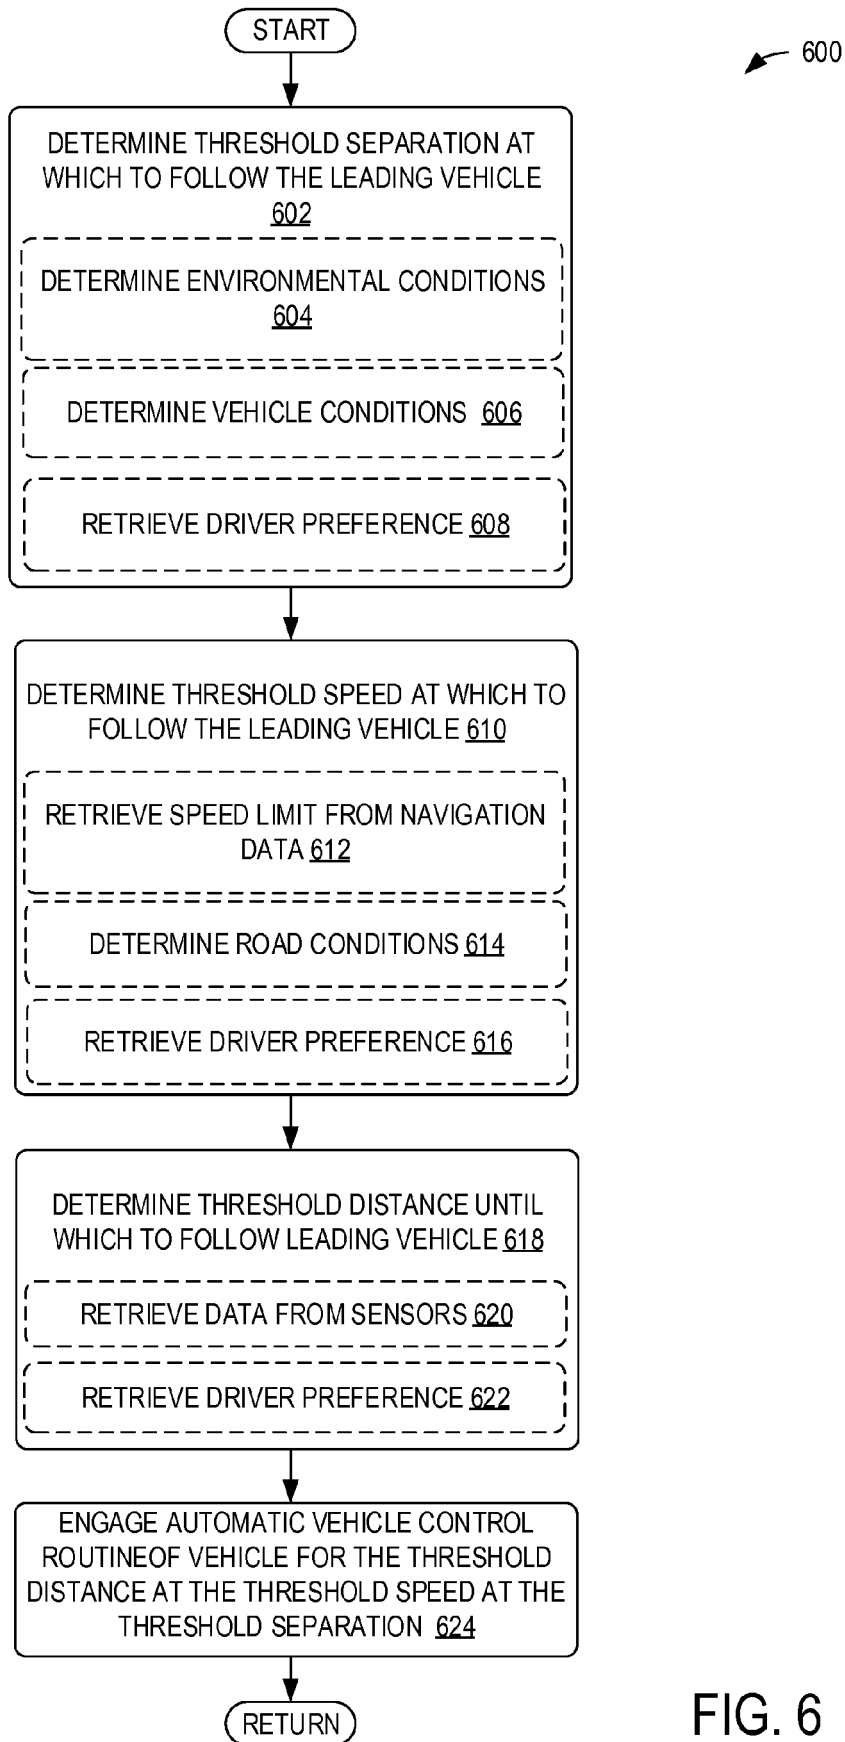 START
600
DETERMINE THRESHOLD SEPARATION AT
WHICH TO FOLLOW THE LEADING VEHICLE
602
DETERMINE ENVIRONMENTAL CONDITIONS
604
DETERMINE VEHICLE CONDITIONS 606
RETRIEVE DRIVER PREFERENCE 608
DETERMINE THRESHOLD SPEED AT WHICH TO
FOLLOW THE LEADING VEHICLE 610
RETRIEVE SPEED LIMIT FROM NAVIGATION
DATA 612
DETERMINE ROAD CONDITIONS 614
RETRIEVE DRIVER PREFERENCE 616
DETERMINE THRESHOLD DISTANCE UNTIL
WHICH TO FOLLOW LEADING VEHICLE 618
RETRIEVE DATA FROM SENSORS 620
RETRIEVE DRIVER PREFERENCE 622
ENGAGE AUTOMATIC VEHICLE CONTROL
ROUTINEOF VEHICLE FOR THE THRESHOLD
DISTANCE AT THE THRESHOLD SPEED AT THE
THRESHOLD SEPARATION 624
RETURN
FIG. 6